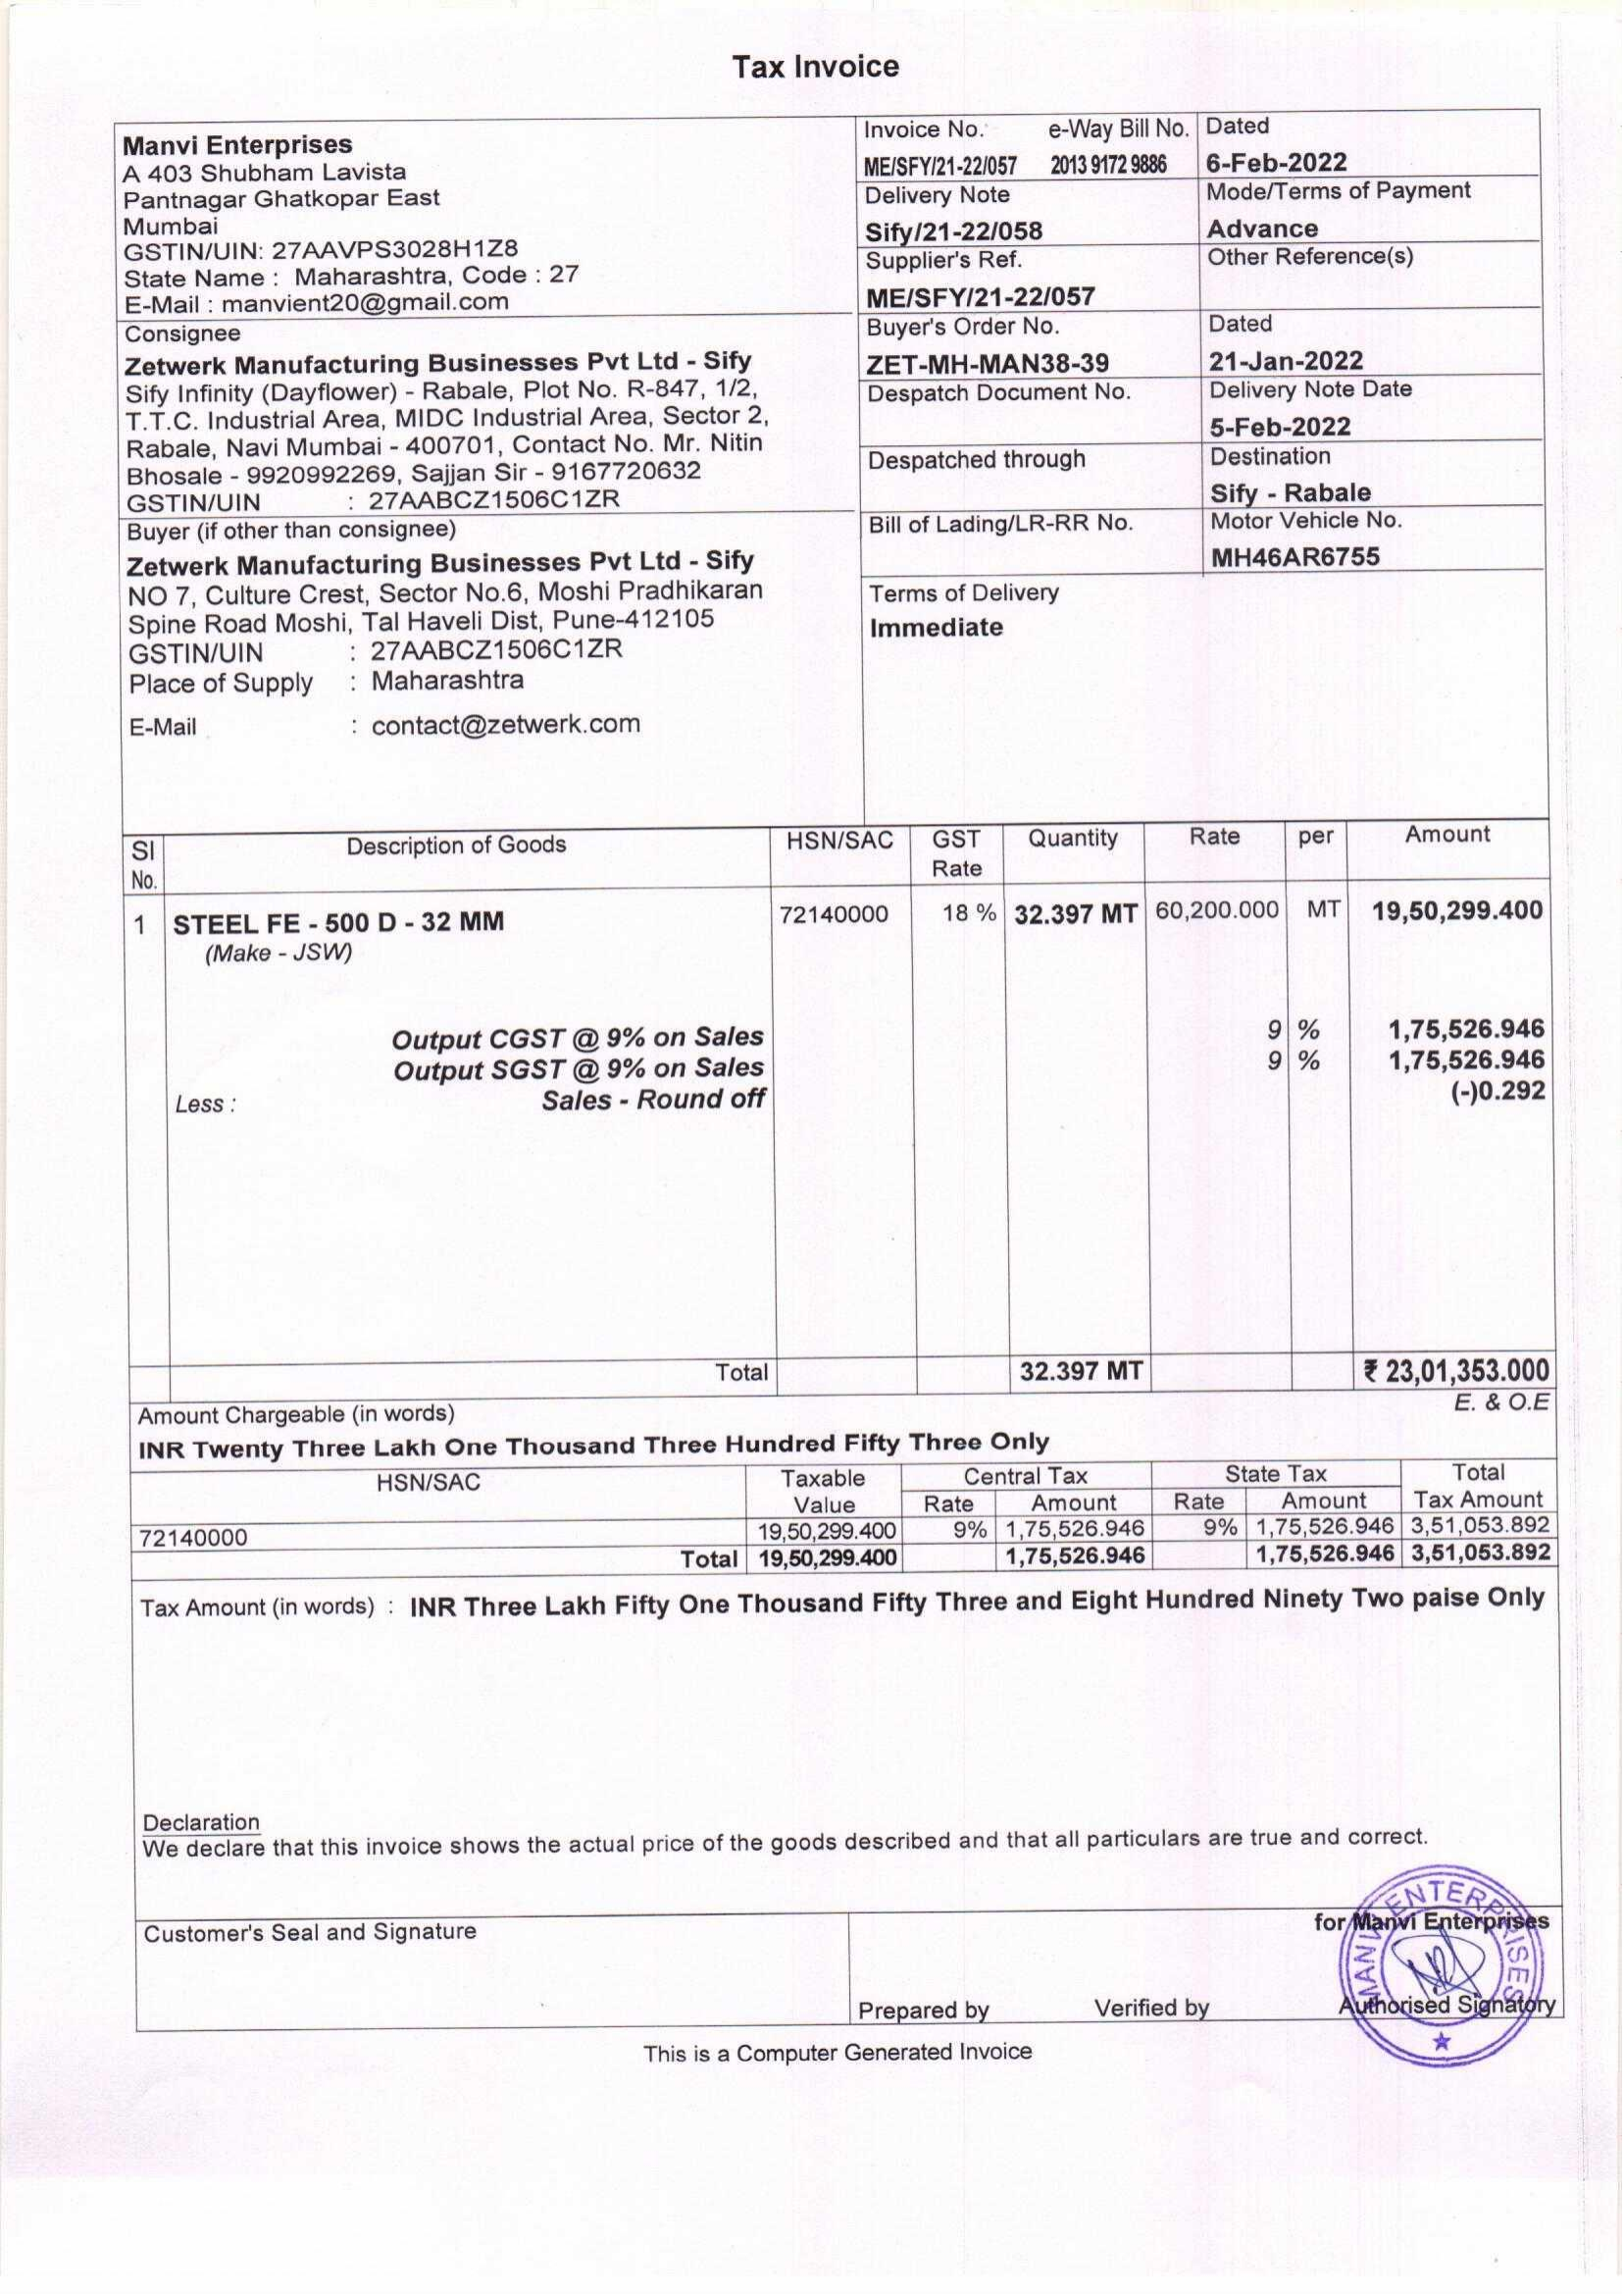 Tax Invoice
Manvi Enterprises
A 403 Shubham Lavista
Pantnagar Ghatkopar East
Mumbai
GSTIN/UIN: 27AAVPS3028H1Z8
State Name : Maharashtra, Code : 27
E-Mail : manvient20@gmail.com
Invoice No. e-Way Bill No. Dated
ME/SFY/21-22/057 2013 9172 9886 6-Feb-2022
Delivery Note Mode/Terms of Payment
Sify/21-22/058 Advance
Supplier's Ref. Other Reference(s)
ME/SFY/21-22/057
Consignee
Zetwerk Manufacturing Businesses Pvt Ltd - Sify
Sify Infinity (Dayflower) - Rabale, Plot No. R-847, 1/2,
T.T.C. Industrial Area, MIDC Industrial Area, Sector 2,
Rabale, Navi Mumbai - 400701, Contact No. Mr. Nitin
Bhosale - 9920992269, Sajjan Sir - 9167720632
GSTIN/UIN : 27AABCZ1506C1ZR
Buyer's Order No. Dated
ZET-MH-MAN38-39 21-Jan-2022
Despatch Document No. Delivery Note Date
5-Feb-2022
Despatched through Destination
Sify - Rabale
Buyer (if other than consignee)
Zetwerk Manufacturing Businesses Pvt Ltd - Sify
NO 7, Culture Crest, Sector No.6, Moshi Pradhikaran
Spine Road Moshi, Tal Haveli Dist, Pune-412105
GSTIN/UIN : 27AABCZ1506C1ZR
Place of Supply : Maharashtra
E-Mail : contact@zetwerk.com
Bill of Lading/LR-RR No. Motor Vehicle No.
MH46AR6755
Terms of Delivery
Immediate
Sl No. Description of Goods HSN/SAC GST Rate Quantity Rate per Amount
1 STEEL FE - 500 D - 32 MM 72140000 18 % 32.397 MT 60,200.000 MT 19,50,299.400
(Make - JSW)
Output CGST @ 9% on Sales 9 % 1,75,526.946
Output SGST @ 9% on Sales 9 % 1,75,526.946
Less : Sales - Round off (-)0.292
Total 32.397 MT ₹ 23,01,353.000
Amount Chargeable (in words) E. & O.E
INR Twenty Three Lakh One Thousand Three Hundred Fifty Three Only
HSN/SAC Taxable Central Tax State Tax Total
Value Rate Amount Rate Amount Tax Amount
72140000 19,50,299.400 9% 1,75,526.946 9% 1,75,526.946 3,51,053.892
Total 19,50,299.400 1,75,526.946 1,75,526.946 3,51,053.892
Tax Amount (in words) : INR Three Lakh Fifty One Thousand Fifty Three and Eight Hundred Ninety Two paise Only
Declaration
We declare that this invoice shows the actual price of the goods described and that all particulars are true and correct.
Customer's Seal and Signature
for Manvi Enterprises
MANVI ENTERPRISES
Prepared by Verified by Authorised Signatory
This is a Computer Generated Invoice